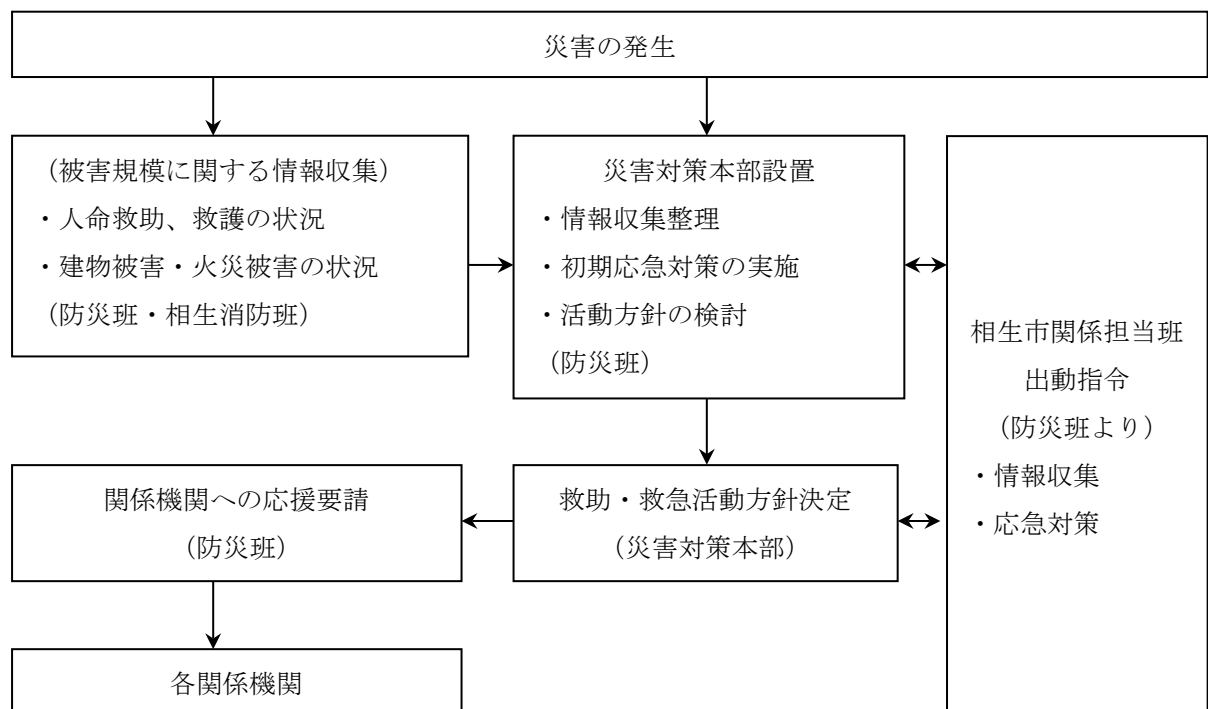 災害の発生
(被害規模に関する情報収集)
・人命救助、救護の状況
・建物被害・火災被害の状況
(防災班・相生消防班)
災害対策本部設置
・情報収集整理
・初期応急対策の実施
・活動方針の検討
(防災班)
相生市関係担当班
出動指令
(防災班より)
・情報収集
・応急対策
関係機関への応援要請
(防災班)
救助・救急活動方針決定
(災害対策本部)
各関係機関